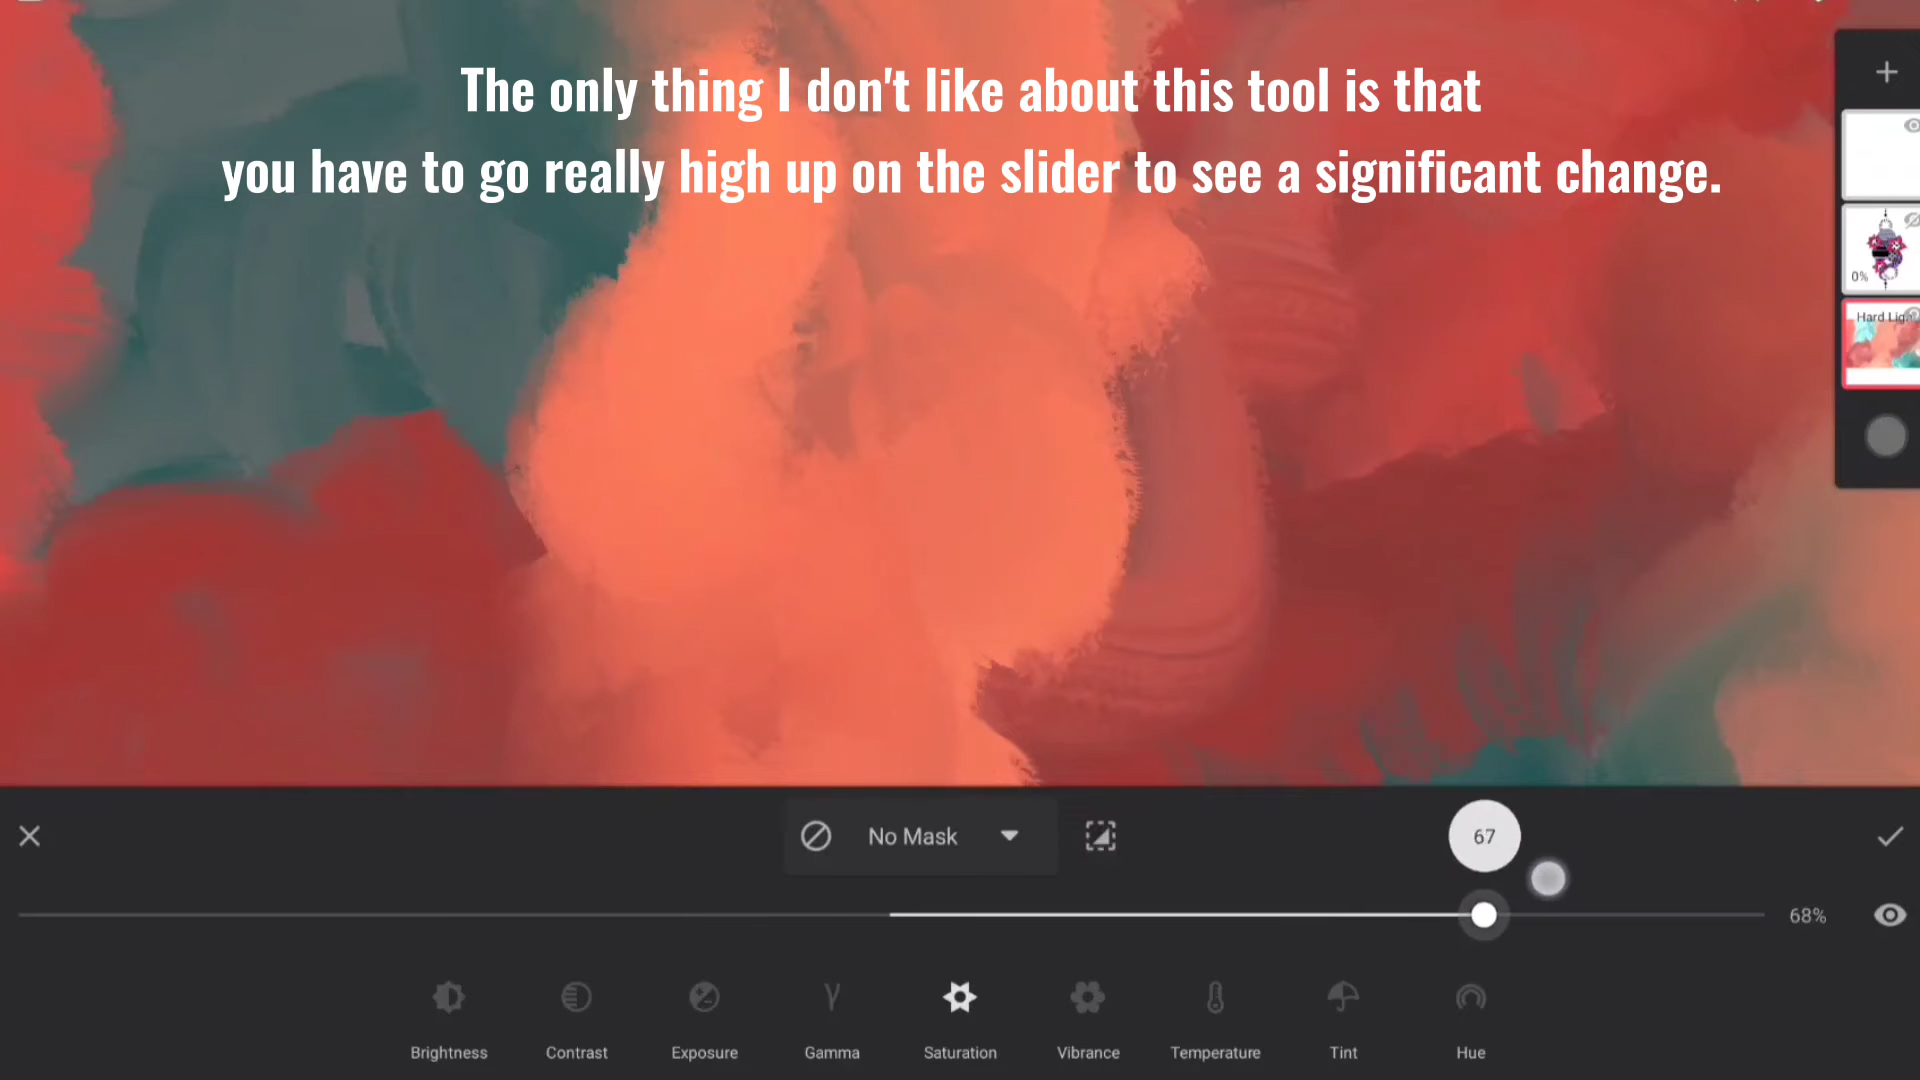 The only thing I don't like about this tool is that
you have to go really high up on the slider to see a significant change.
0%
No Mask
67
68%
Brightness
Contrast
Exposure
Gamma
Saturation
Vibrance
Temperature
Tint
Hue